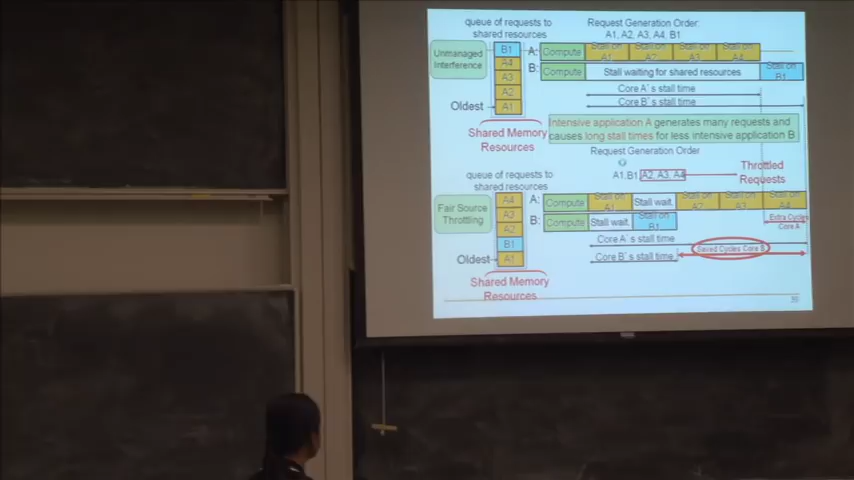 queue of requests to
shared resources
Request Generation Order:
A1, A2, A3, A4, B1
Unmanaged
Interference
B1
A4
A3
A2
Oldest
A1
A:
Compute
Stall on
A1
Stall on
A2
Stall on
A3
Stall on
A4
B:
Compute
Stall waiting for shared resources
Stall on
B1
Core A's stall time
Core B's stall time
Shared Memory
Resources
Intensive application A generates many requests and
causes long stall times for less intensive application B
Request Generation Order
A1, B1, A2, A3, A4
Throttled
Requests
queue of requests to
shared resources
Fair Source
Throttling
A4
A3
A2
B1
Oldest
A1
A:
Compute
Stall on
A1
Stall wait.
Stall on
A2
Stall on
A3
Stall on
A4
B:
Compute
Stall wait.
Stall on
B1
Extra Cycles
Core A
Core A's stall time
Core B's stall time
Saved Cycles Core B
Shared Memory
Resources